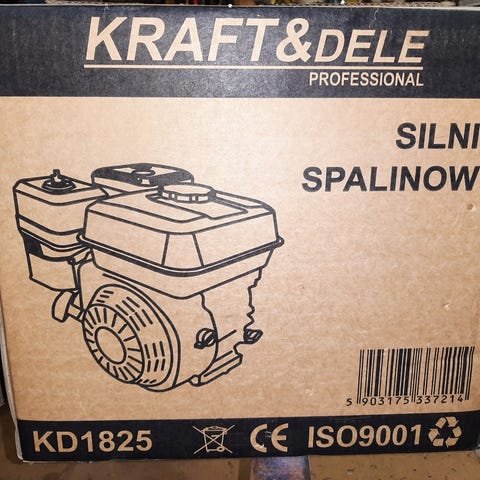 KRAFT&DELE
PROFESSIONAL
SILNI
SPALINOW
5 903175 337214
KD1825
CE ISO9001